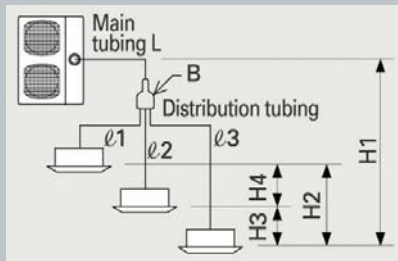 Main
tubing L
B
Distribution tubing
ℓ1
ℓ2
ℓ3
H1
H4
H2
H3